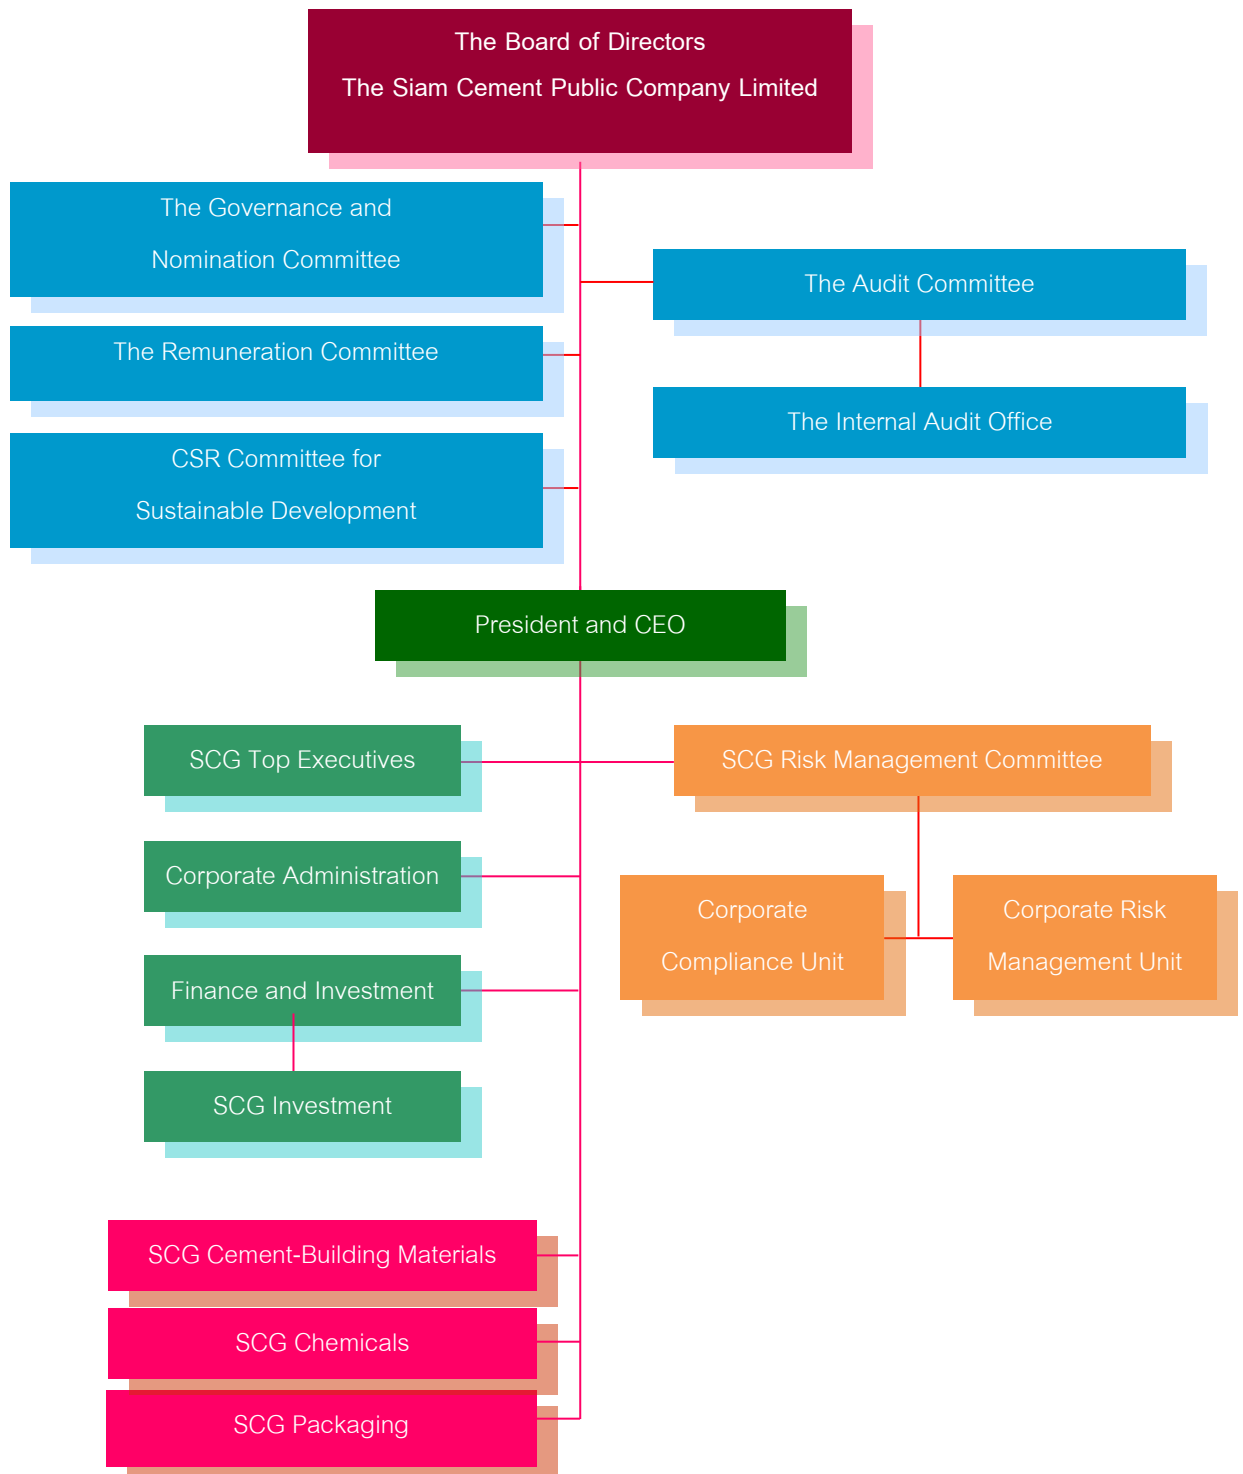 The Board of Directors
The Siam Cement Public Company Limited
The Governance and
Nomination Committee
The Audit Committee
The Remuneration Committee
The Internal Audit Office
CSR Committee for
Sustainable Development
President and CEO
SCG Top Executives
SCG Risk Management Committee
Corporate Administration
Corporate
Compliance Unit
Corporate Risk
Management Unit
Finance and Investment
SCG Investment
SCG Cement-Building Materials
SCG Chemicals
SCG Packaging